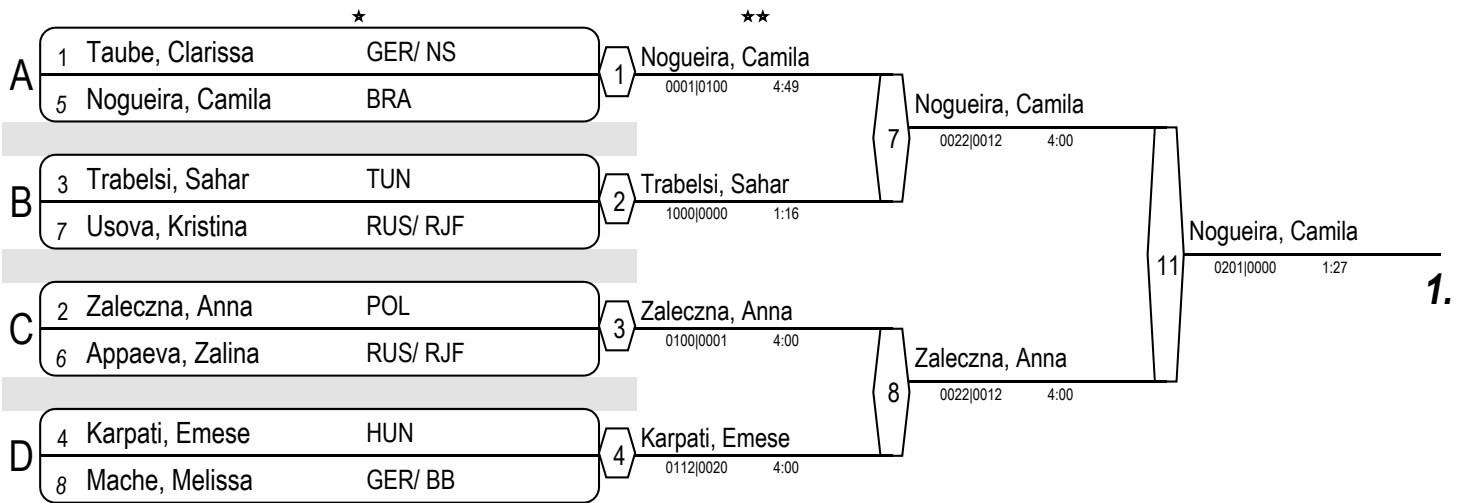 ★ ★★
A
1 Taube, Clarissa GER/ NS
5 Nogueira, Camila BRA
1
Nogueira, Camila
0001|0100 4:49
B
3 Trabelsi, Sahar TUN
7 Usova, Kristina RUS/ RJF
2
Trabelsi, Sahar
1000|0000 1:16
7
Nogueira, Camila
0022|0012 4:00
C
2 Zaleczna, Anna POL
6 Appaeva, Zalina RUS/ RJF
3
Zaleczna, Anna
0100|0001 4:00
D
4 Karpati, Emese HUN
8 Mache, Melissa GER/ BB
4
Karpati, Emese
0112|0020 4:00
8
Zaleczna, Anna
0022|0012 4:00
11
Nogueira, Camila
0201|0000 1:27
1.